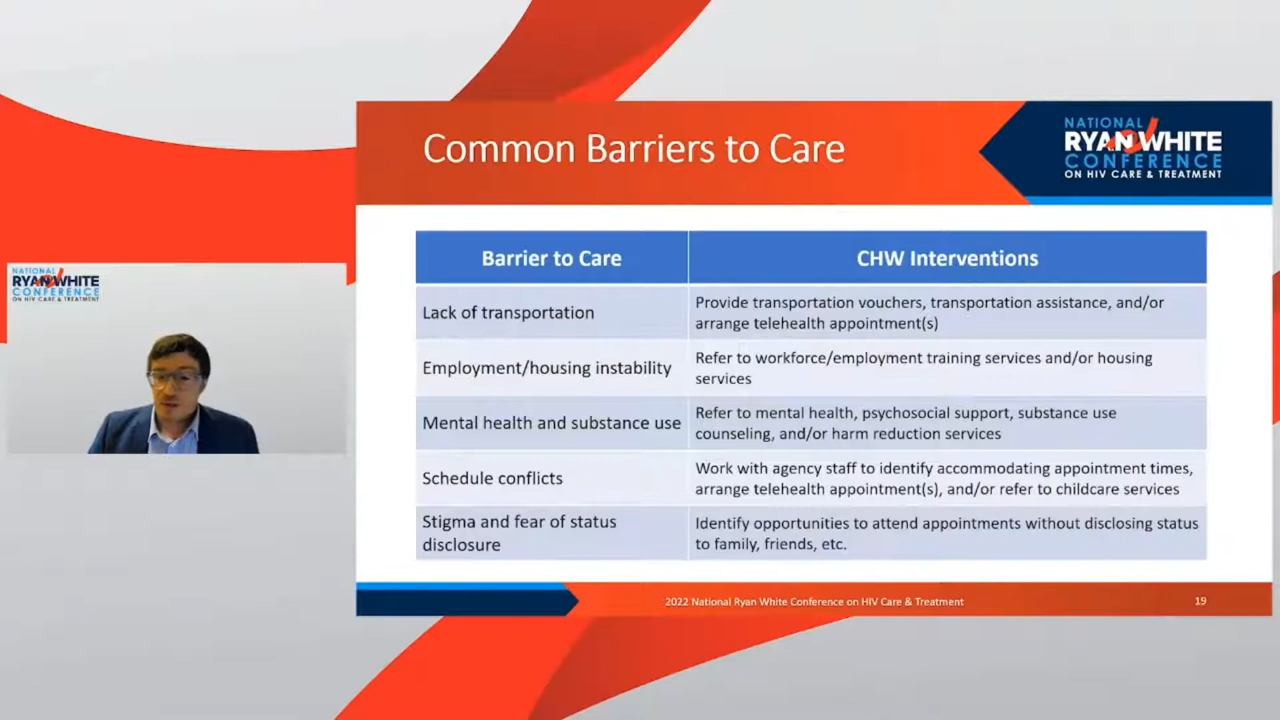 Common Barriers to Care
NATIONAL
RYAN WHITE
CONFERENCE
ON HIV CARE & TREATMENT
NATIONAL
RYAN WHITE
CONFERENCE
ON HIV CARE & TREATMENT
Barrier to Care
CHW Interventions
Lack of transportation
Provide transportation vouchers, transportation assistance, and/or
arrange telehealth appointment(s)
Employment/housing instability
Refer to workforce/employment training services and/or housing
services
Mental health and substance use
Refer to mental health, psychosocial support, substance use
counseling, and/or harm reduction services
Schedule conflicts
Work with agency staff to identify accommodating appointment times,
arrange telehealth appointment(s), and/or refer to childcare services
Stigma and fear of status
disclosure
Identify opportunities to attend appointments without disclosing status
to family, friends, etc.
2022 National Ryan White Conference on HIV Care & Treatment
19